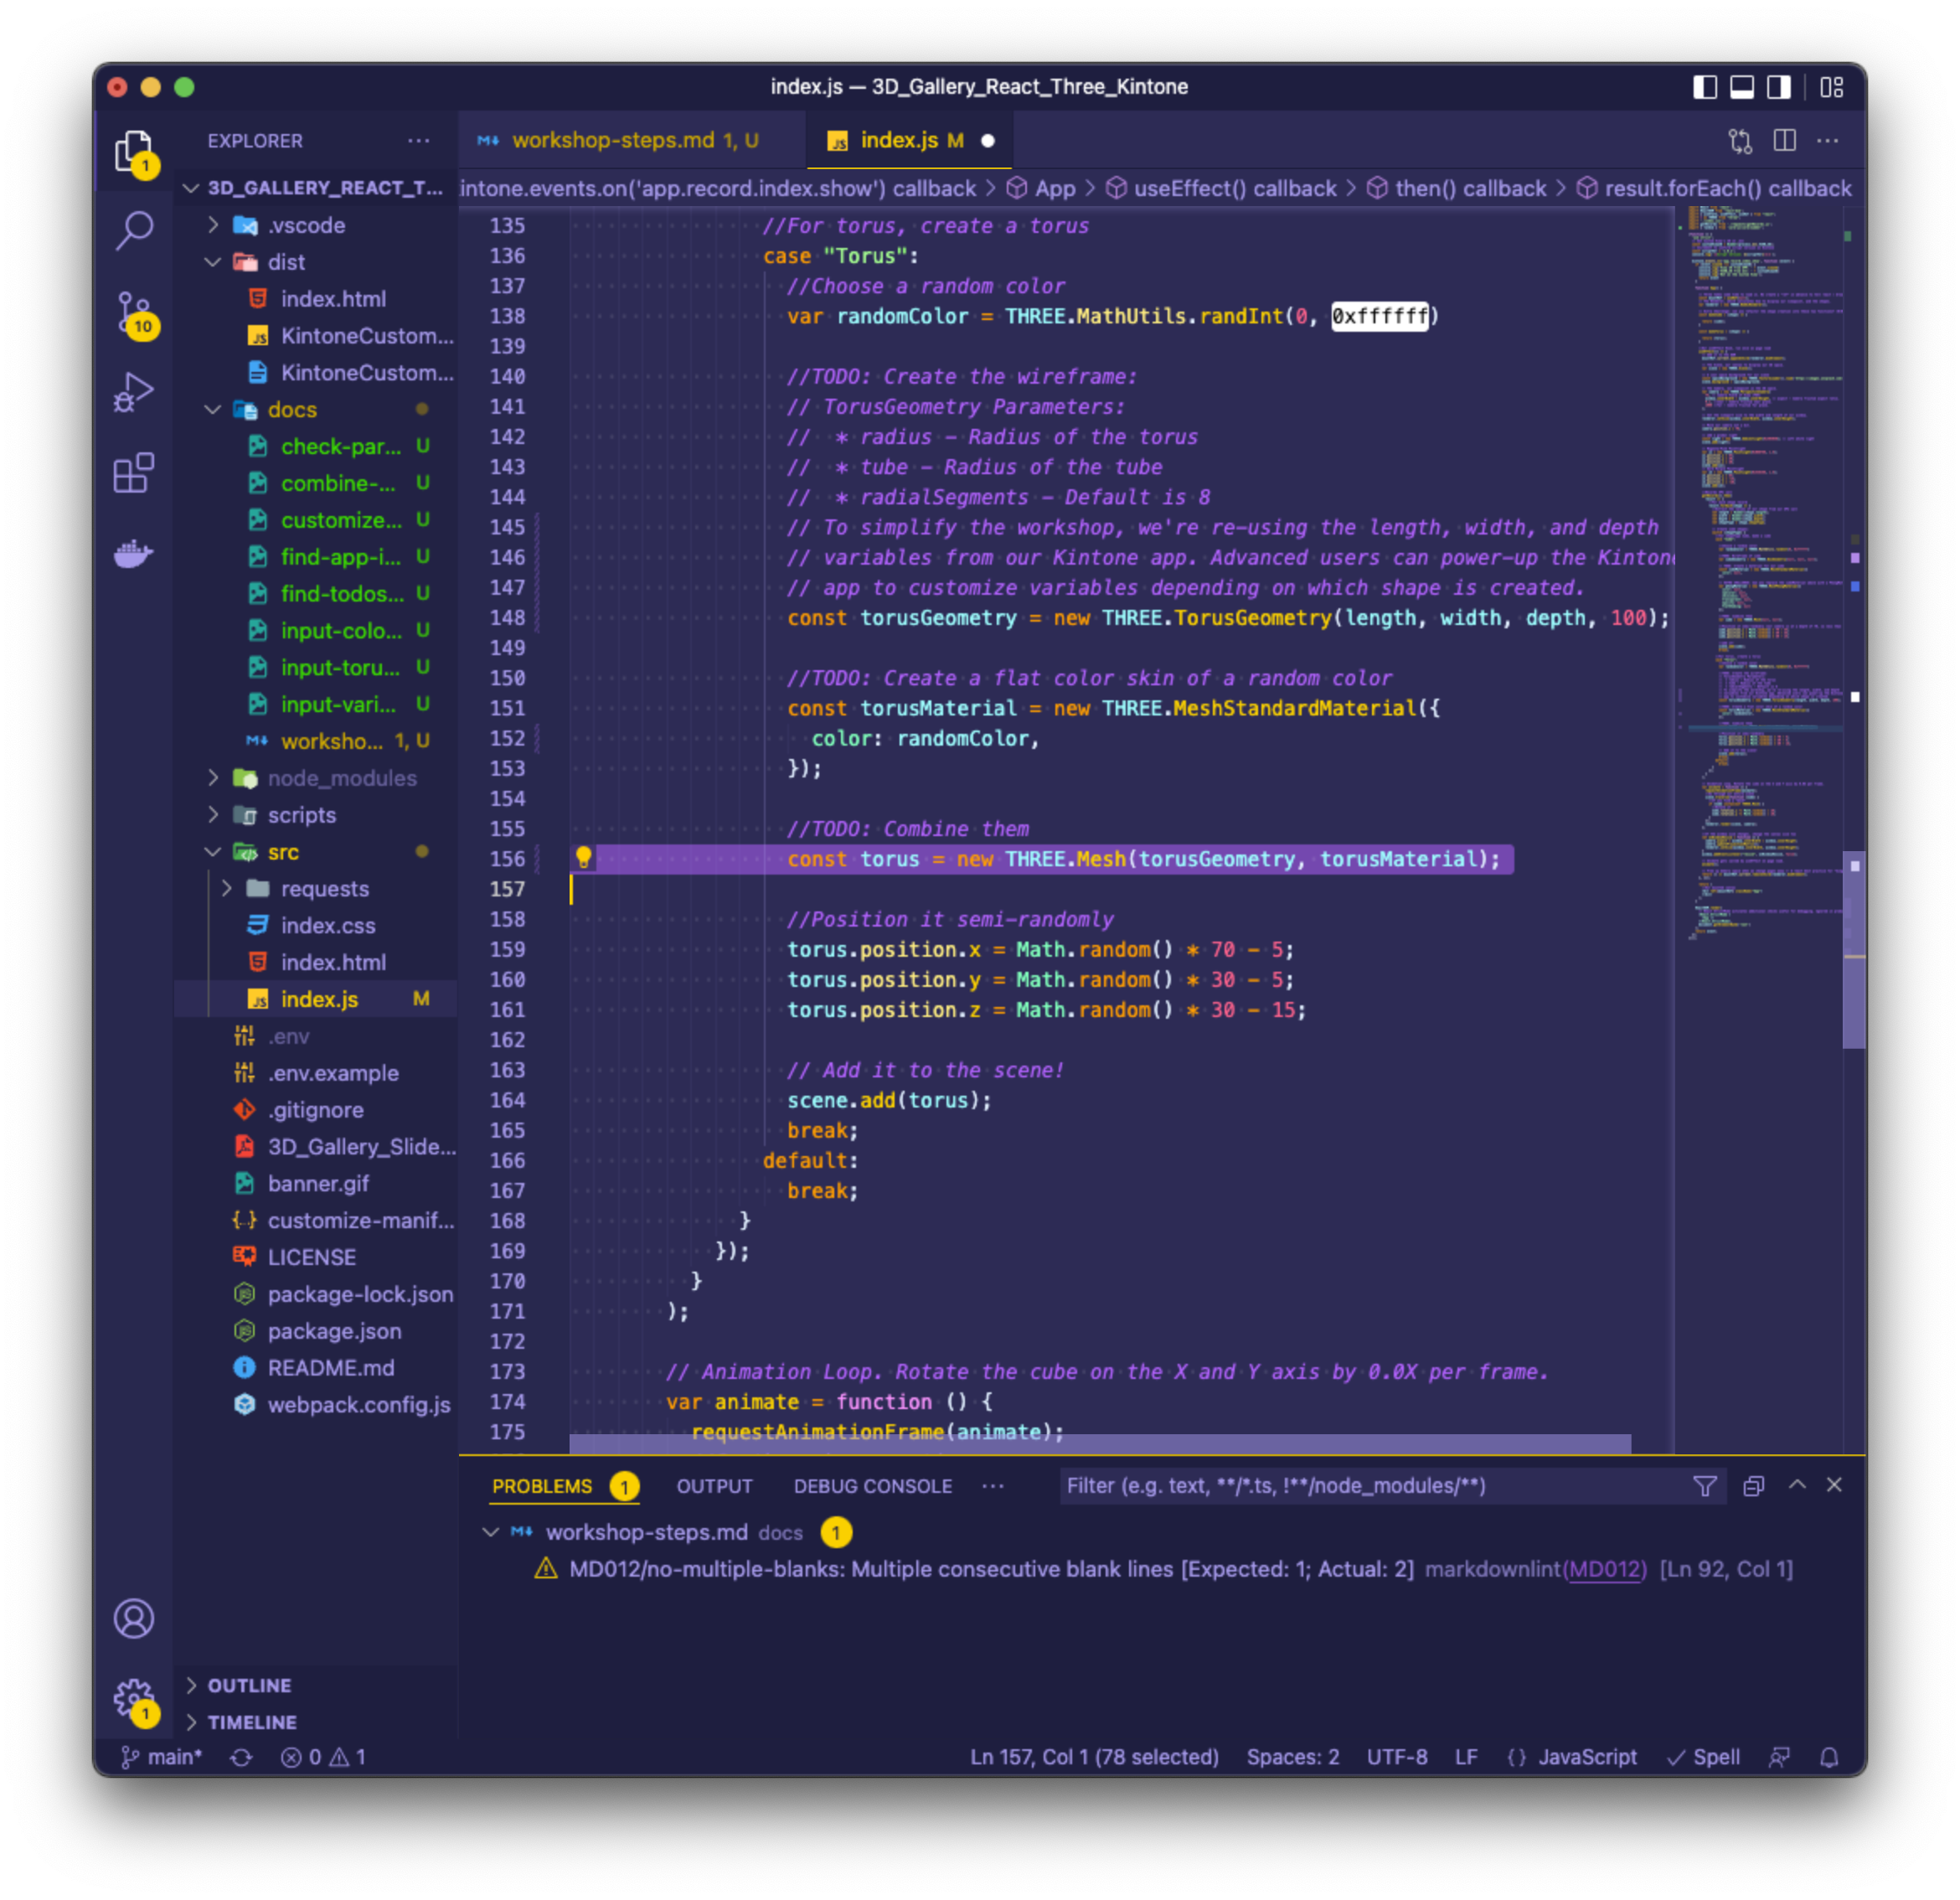 index.js — 3D_Gallery_React_Three_Kintone
EXPLORER
workshop-steps.md 1, U
index.js M
3D_GALLERY_REACT_T...
.vscode
dist
index.html
KintoneCustom...
KintoneCustom...
docs
check-par... U
combine-... U
customize... U
find-app-i... U
find-todos... U
input-colo... U
input-toru... U
input-vari... U
worksho... 1, U
node_modules
scripts
src
requests
index.css
index.html
index.js M
.env
.env.example
.gitignore
3D_Gallery_Slide...
banner.gif
customize-manif...
LICENSE
package-lock.json
package.json
README.md
webpack.config.js
OUTLINE
TIMELINE
1
10
1
intone.events.on('app.record.index.show') callback > App > useEffect() callback > then() callback > result.forEach() callback
135 //For torus, create a torus
136 case "Torus":
137 //Choose a random color
138 var randomColor = THREE.MathUtils.randInt(0, 0xffffff)
139
140 //TODO: Create the wireframe:
141 // TorusGeometry Parameters:
142 //  * radius - Radius of the torus
143 //  * tube - Radius of the tube
144 //  * radialSegments - Default is 8
145 // To simplify the workshop, we're re-using the length, width, and depth
146 // variables from our Kintone app. Advanced users can power-up the Kintone
147 // app to customize variables depending on which shape is created.
148 const torusGeometry = new THREE.TorusGeometry(length, width, depth, 100);
149
150 //TODO: Create a flat color skin of a random color
151 const torusMaterial = new THREE.MeshStandardMaterial({
152 color: randomColor,
153 });
154
155 //TODO: Combine them
156 const torus = new THREE.Mesh(torusGeometry, torusMaterial);
157
158 //Position it semi-randomly
159 torus.position.x = Math.random() * 70 - 5;
160 torus.position.y = Math.random() * 30 - 5;
161 torus.position.z = Math.random() * 30 - 15;
162
163 // Add it to the scene!
164 scene.add(torus);
165 break;
166 default:
167 break;
168 }
169 });
170 }
171 );
172
173 // Animation Loop. Rotate the cube on the X and Y axis by 0.0X per frame.
174 var animate = function () {
175 requestAnimationFrame(animate);
PROBLEMS 1 OUTPUT DEBUG CONSOLE ··· Filter (e.g. text, **/*.ts, !**/node_modules/**)
workshop-steps.md docs 1
MD012/no-multiple-blanks: Multiple consecutive blank lines [Expected: 1; Actual: 2] markdownlint(MD012) [Ln 92, Col 1]
main* 0 1 Ln 157, Col 1 (78 selected) Spaces: 2 UTF-8 LF {} JavaScript Spell